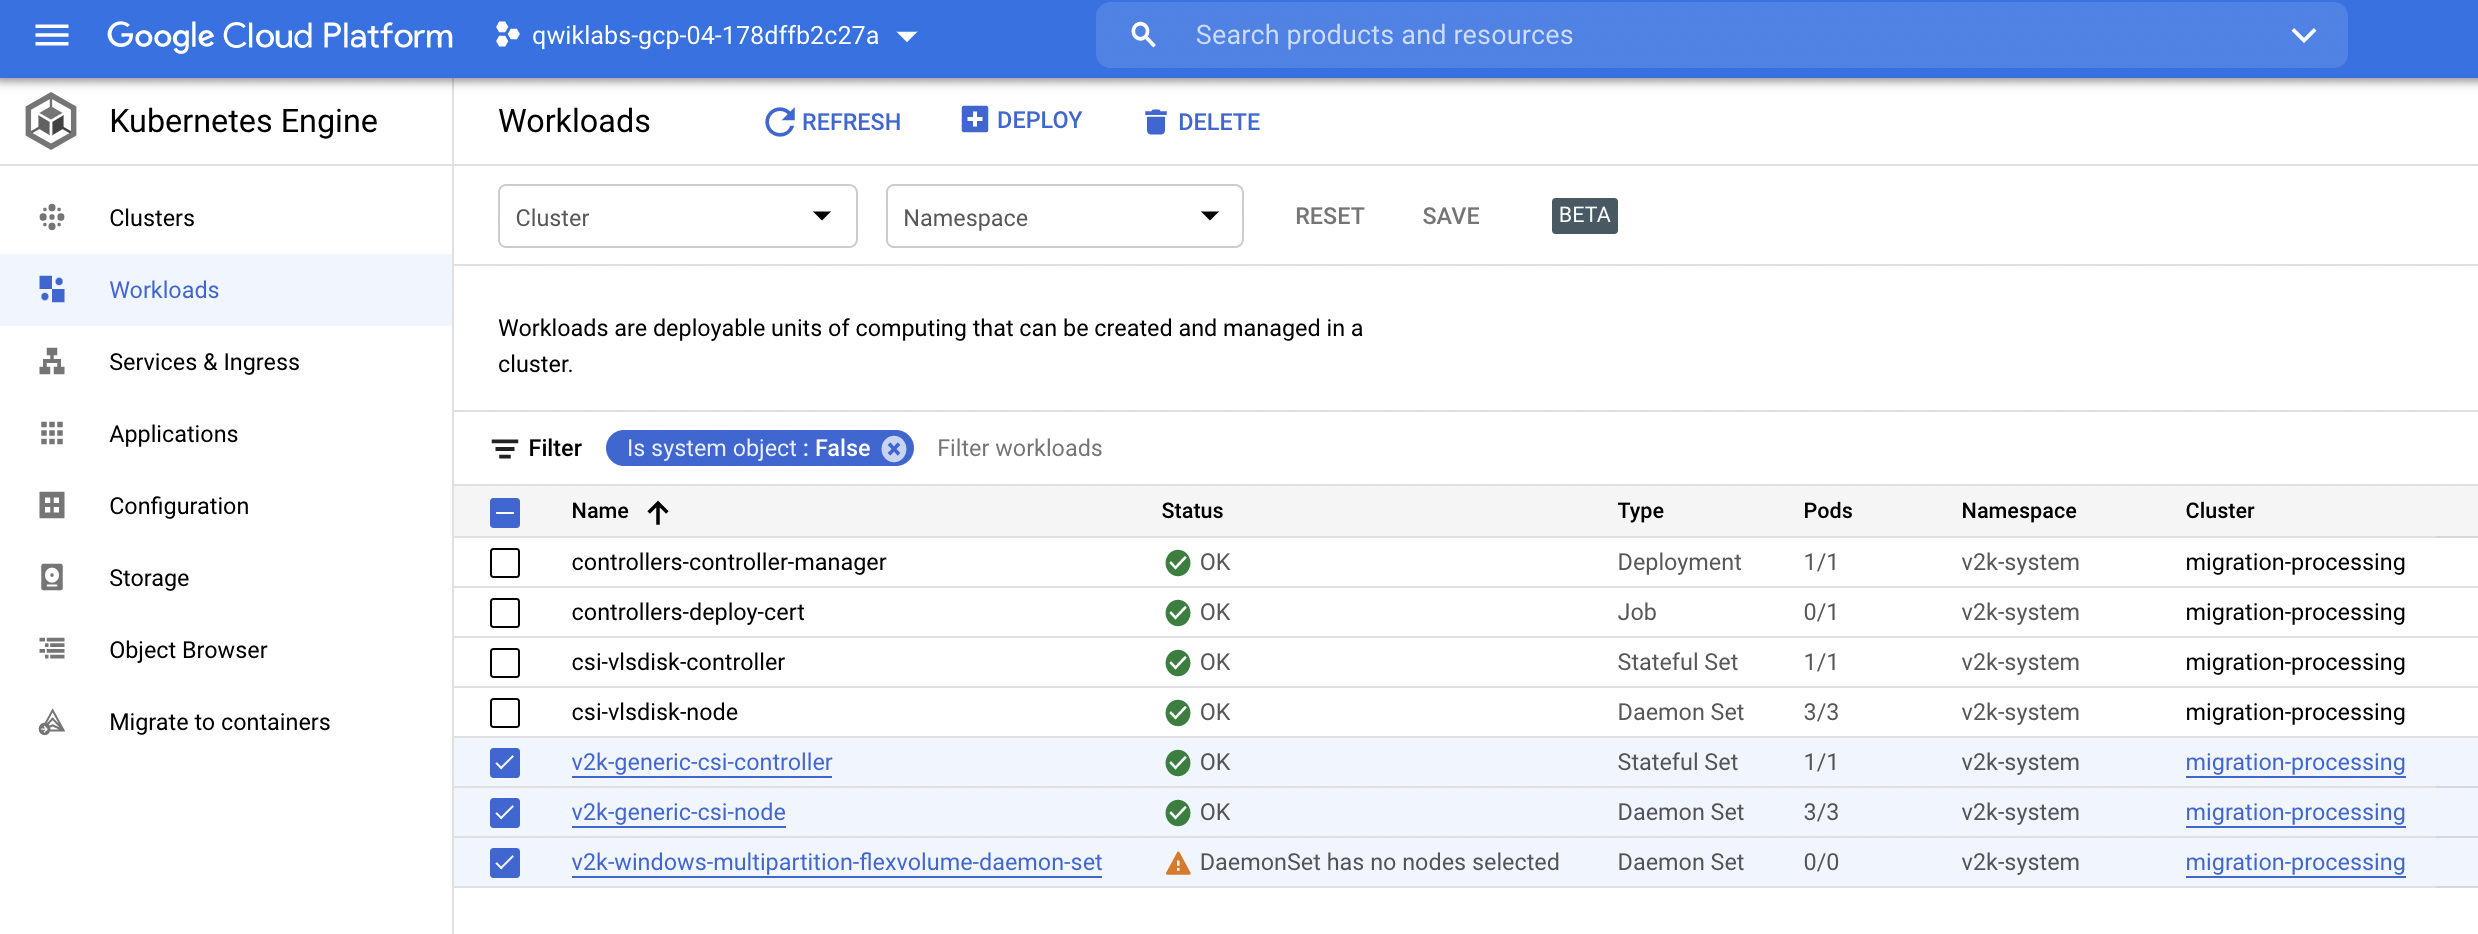 Google Cloud Platform qwiklabs-gcp-04-178dffb2c27a Search products and resources
Kubernetes Engine
Workloads REFRESH DEPLOY DELETE
Clusters
Workloads
Services & Ingress
Applications
Configuration
Storage
Object Browser
Migrate to containers
Cluster Namespace RESET SAVE BETA
Workloads are deployable units of computing that can be created and managed in a
cluster.
Filter Is system object : False Filter workloads
Name Status Type Pods Namespace Cluster
controllers-controller-manager OK Deployment 1/1 v2k-system migration-processing
controllers-deploy-cert OK Job 0/1 v2k-system migration-processing
csi-vlsdisk-controller OK Stateful Set 1/1 v2k-system migration-processing
csi-vlsdisk-node OK Daemon Set 3/3 v2k-system migration-processing
v2k-generic-csi-controller OK Stateful Set 1/1 v2k-system migration-processing
v2k-generic-csi-node OK Daemon Set 3/3 v2k-system migration-processing
v2k-windows-multipartition-flexvolume-daemon-set DaemonSet has no nodes selected Daemon Set 0/0 v2k-system migration-processing